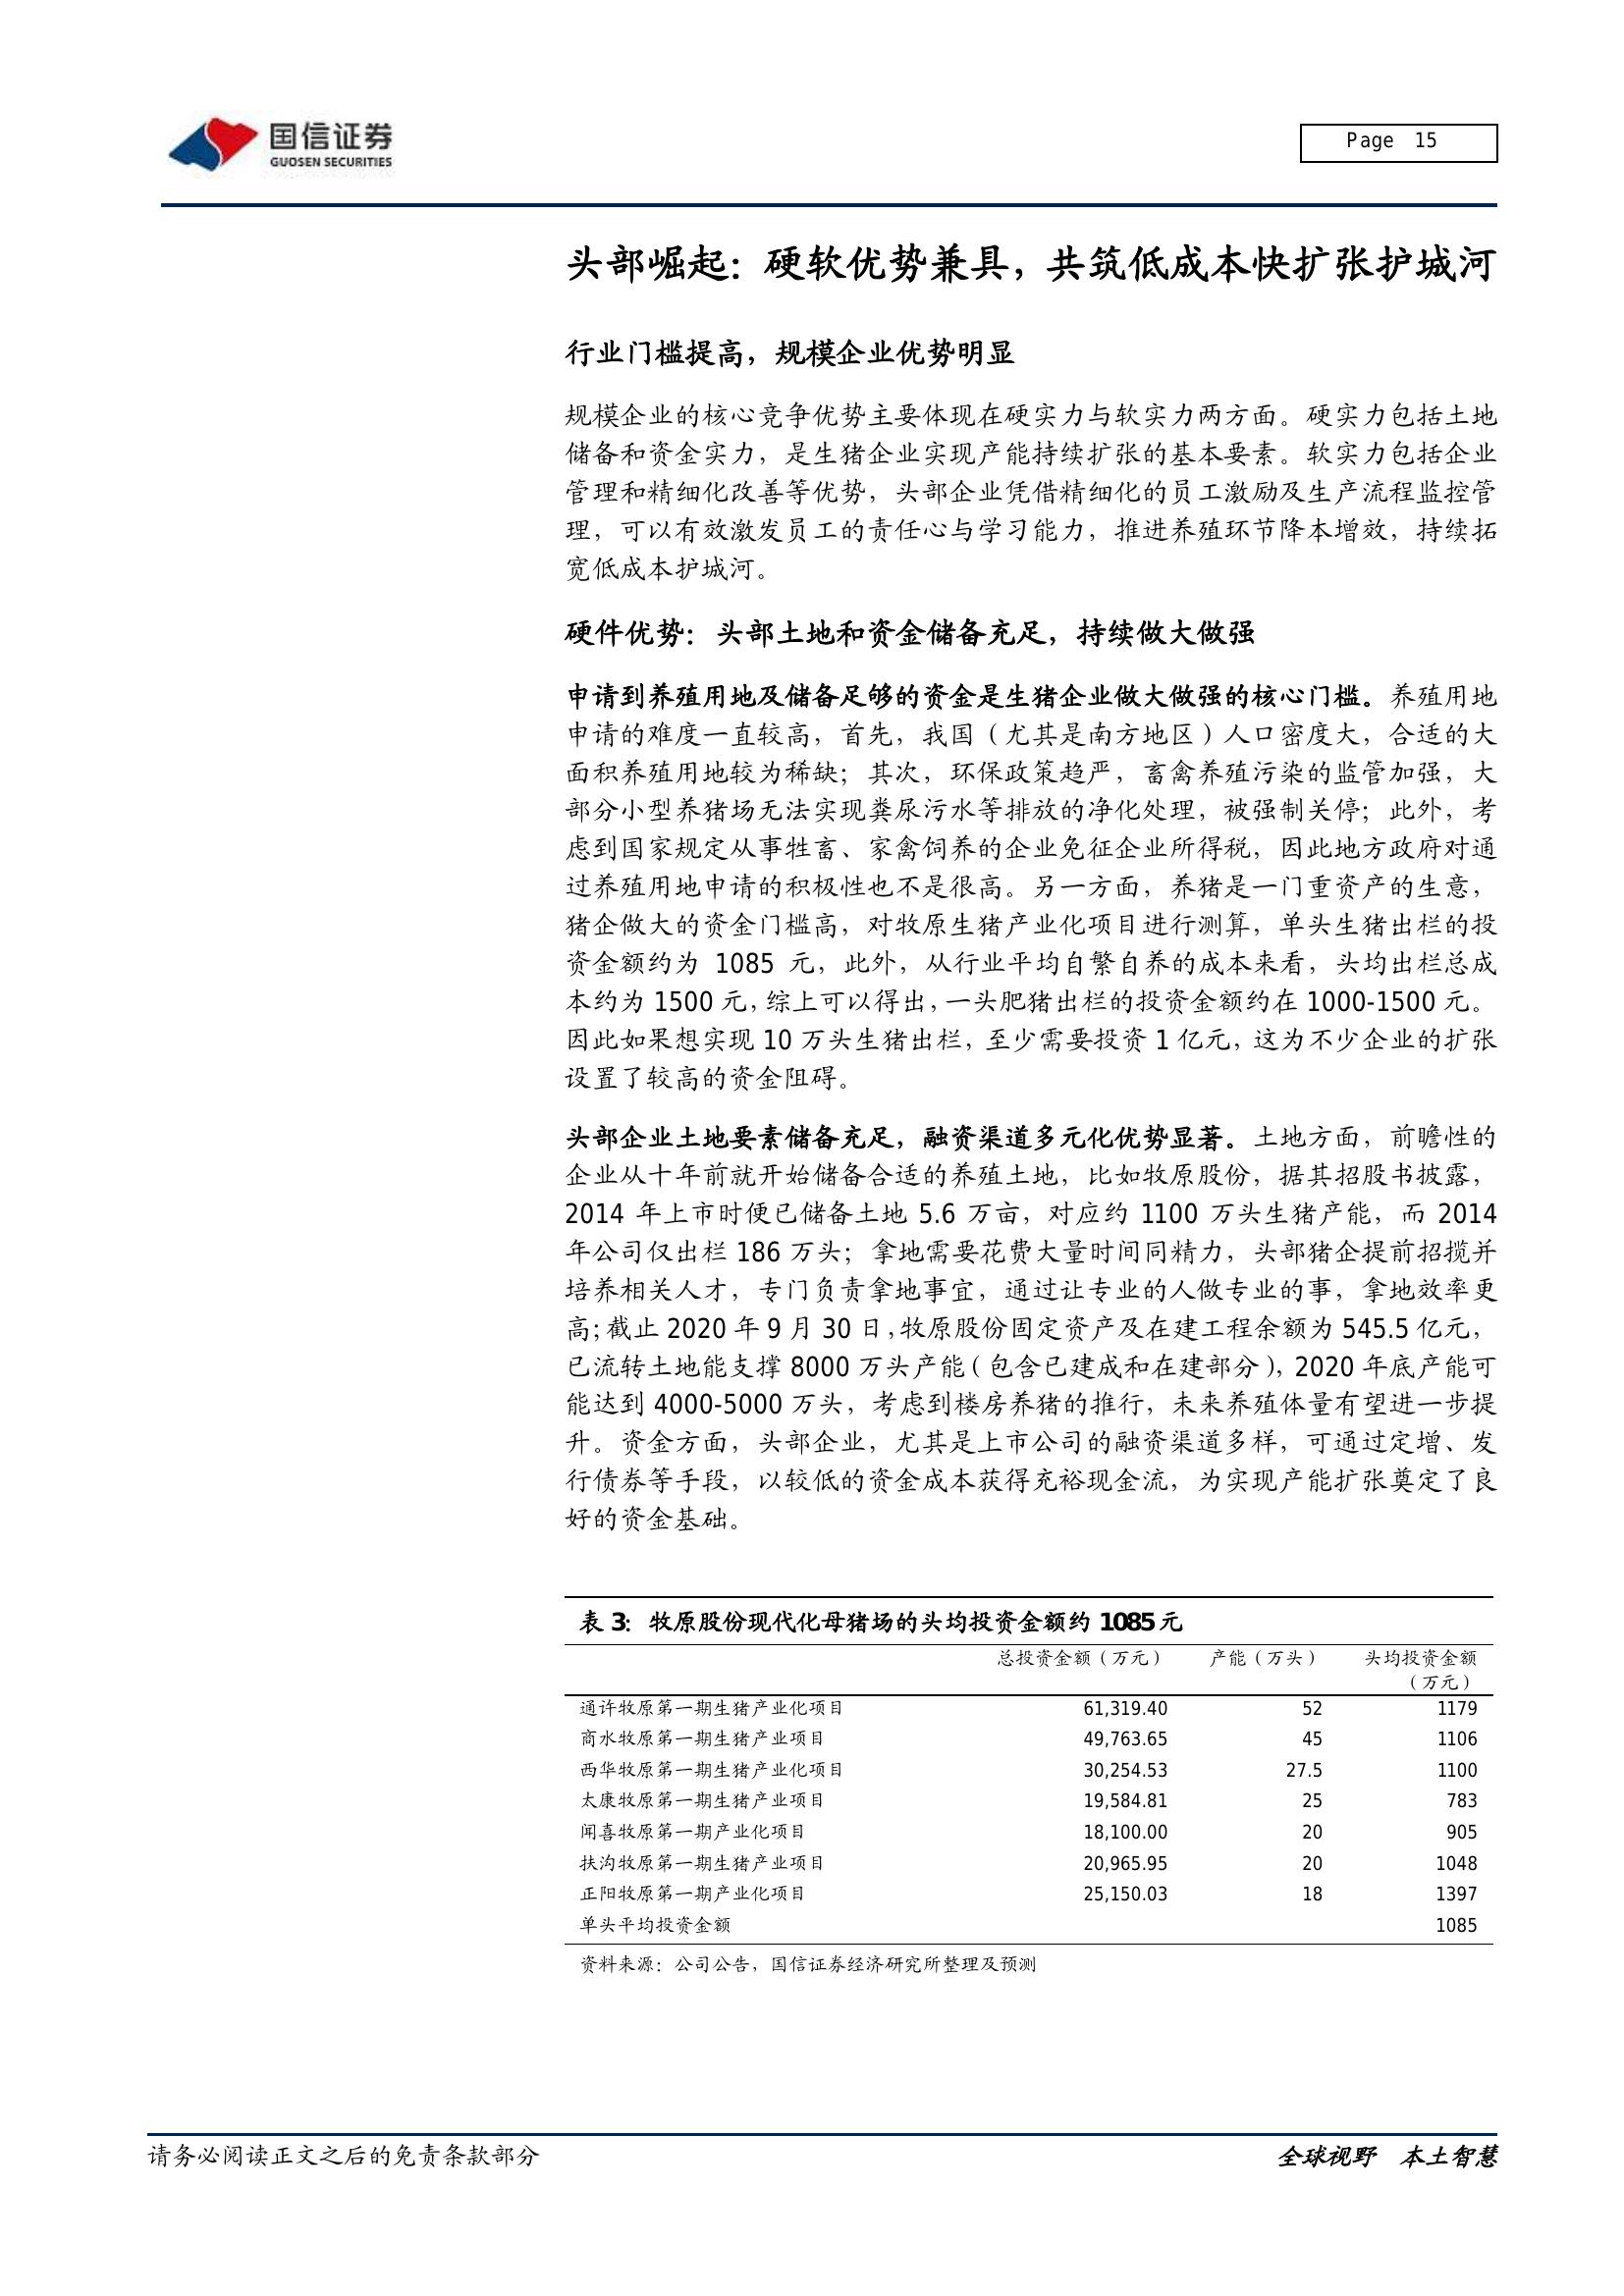 国信证券
GUOSEN SECURITIES
Page 15
头部崛起：硬软优势兼具，共筑低成本快扩张护城河
行业门槛提高，规模企业优势明显
规模企业的核心竞争优势主要体现在硬实力与软实力两方面。硬实力包括土地
储备和资金实力，是生猪企业实现产能持续扩张的基本要素。软实力包括企业
管理和精细化改善等优势，头部企业凭借精细化的员工激励及生产流程监控管
理，可以有效激发员工的责任心与学习能力，推进养殖环节降本增效，持续拓
宽低成本护城河。
硬件优势：头部土地和资金储备充足，持续做大做强
申请到养殖用地及储备足够的资金是生猪企业做大做强的核心门槛。养殖用地
申请的难度一直较高，首先，我国（尤其是南方地区）人口密度大，合适的大
面积养殖用地较为稀缺；其次，环保政策趋严，畜禽养殖污染的监管加强，大
部分小型养猪场无法实现粪尿污水等排放的净化处理，被强制关停；此外，考
虑到国家规定从事牲畜、家禽饲养的企业免征企业所得税，因此地方政府对通
过养殖用地申请的积极性也不是很高。另一方面，养猪是一门重资产的生意，
猪企做大的资金门槛高，对牧原生猪产业化项目进行测算，单头生猪出栏的投
资金额约为 1085 元，此外，从行业平均自繁自养的成本来看，头均出栏总成
本约为 1500 元，综上可以得出，一头肥猪出栏的投资金额约在 1000-1500 元。
因此如果想实现 10 万头生猪出栏，至少需要投资 1 亿元，这为不少企业的扩张
设置了较高的资金阻碍。
头部企业土地要素储备充足，融资渠道多元化优势显著。土地方面，前瞻性的
企业从十年前就开始储备合适的养殖土地，比如牧原股份，据其招股书披露，
2014 年上市时便已储备土地 5.6 万亩，对应约 1100 万头生猪产能，而 2014
年公司仅出栏 186 万头；拿地需要花费大量时间同精力，头部猪企提前招揽并
培养相关人才，专门负责拿地事宜，通过让专业的人做专业的事，拿地效率更
高；截止 2020 年 9 月 30 日，牧原股份固定资产及在建工程余额为 545.5 亿元，
已流转土地能支撑 8000 万头产能（包含已建成和在建部分），2020 年底产能可
能达到 4000-5000 万头，考虑到楼房养猪的推行，未来养殖体量有望进一步提
升。资金方面，头部企业，尤其是上市公司的融资渠道多样，可通过定增、发
行债券等手段，以较低的资金成本获得充裕现金流，为实现产能扩张奠定了良
好的资金基础。
表 3：牧原股份现代化母猪场的头均投资金额约 1085 元
总投资金额（万元） 产能（万头） 头均投资金额
（万元）
通许牧原第一期生猪产业化项目 61,319.40 52 1179
商水牧原第一期生猪产业项目 49,763.65 45 1106
西华牧原第一期生猪产业化项目 30,254.53 27.5 1100
太康牧原第一期生猪产业项目 19,584.81 25 783
闻喜牧原第一期产业化项目 18,100.00 20 905
扶沟牧原第一期生猪产业项目 20,965.95 20 1048
正阳牧原第一期产业化项目 25,150.03 18 1397
单头平均投资金额 1085
资料来源：公司公告，国信证券经济研究所整理及预测
请务必阅读正文之后的免责条款部分
全球视野 本土智慧